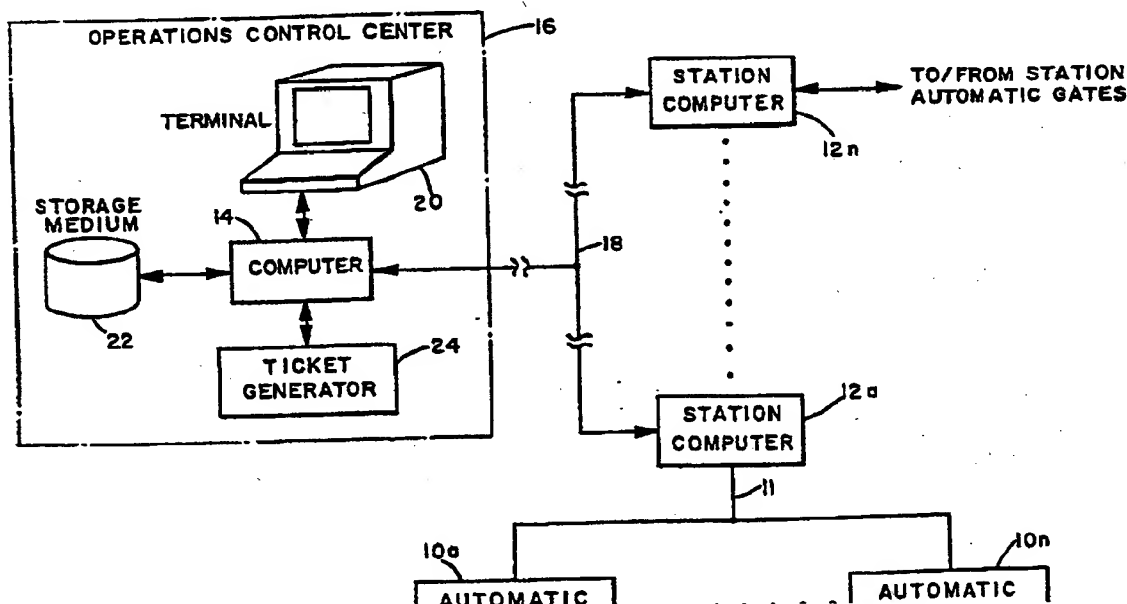 OPERATIONS CONTROL CENTER
16
TERMINAL
20
STORAGE
MEDIUM
22
14
COMPUTER
24
TICKET
GENERATOR
18
STATION
COMPUTER
12n
TO/FROM STATION
AUTOMATIC GATES
12a
STATION
COMPUTER
11
10a
AUTOMATIC
10n
AUTOMATIC